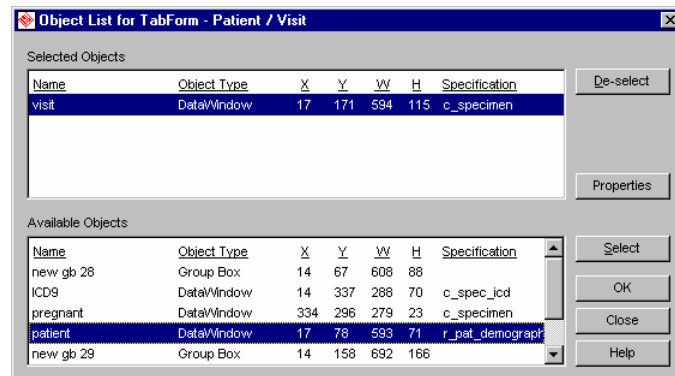 Object List for TabForm - Patient / Visit
Selected Objects
Name Object Type X Y W H Specification
visit DataWindow 17 171 594 115 c_specimen
De-select
Properties
Available Objects
Name Object Type X Y W H Specification
new gb 28 Group Box 14 67 608 88
ICD9 DataWindow 14 337 288 70 c_spec_icd
pregnant DataWindow 334 296 279 23 c_specimen
patient DataWindow 17 78 593 71 r_pat_demograph
new gb 29 Group Box 14 158 692 166
Select
OK
Close
Help